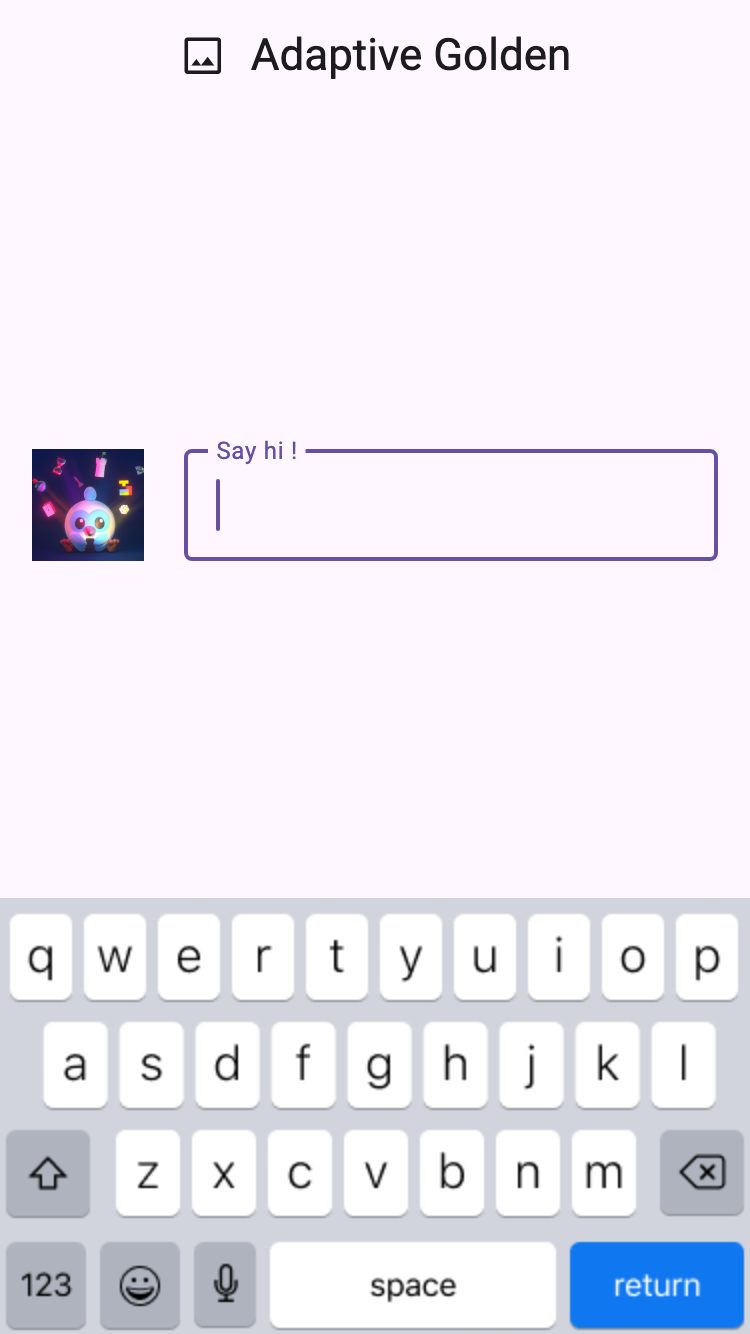 Adaptive Golden
Say hi !
q w e r t y u i o p
a s d f g h j k l
z x c v b n m
123 space return